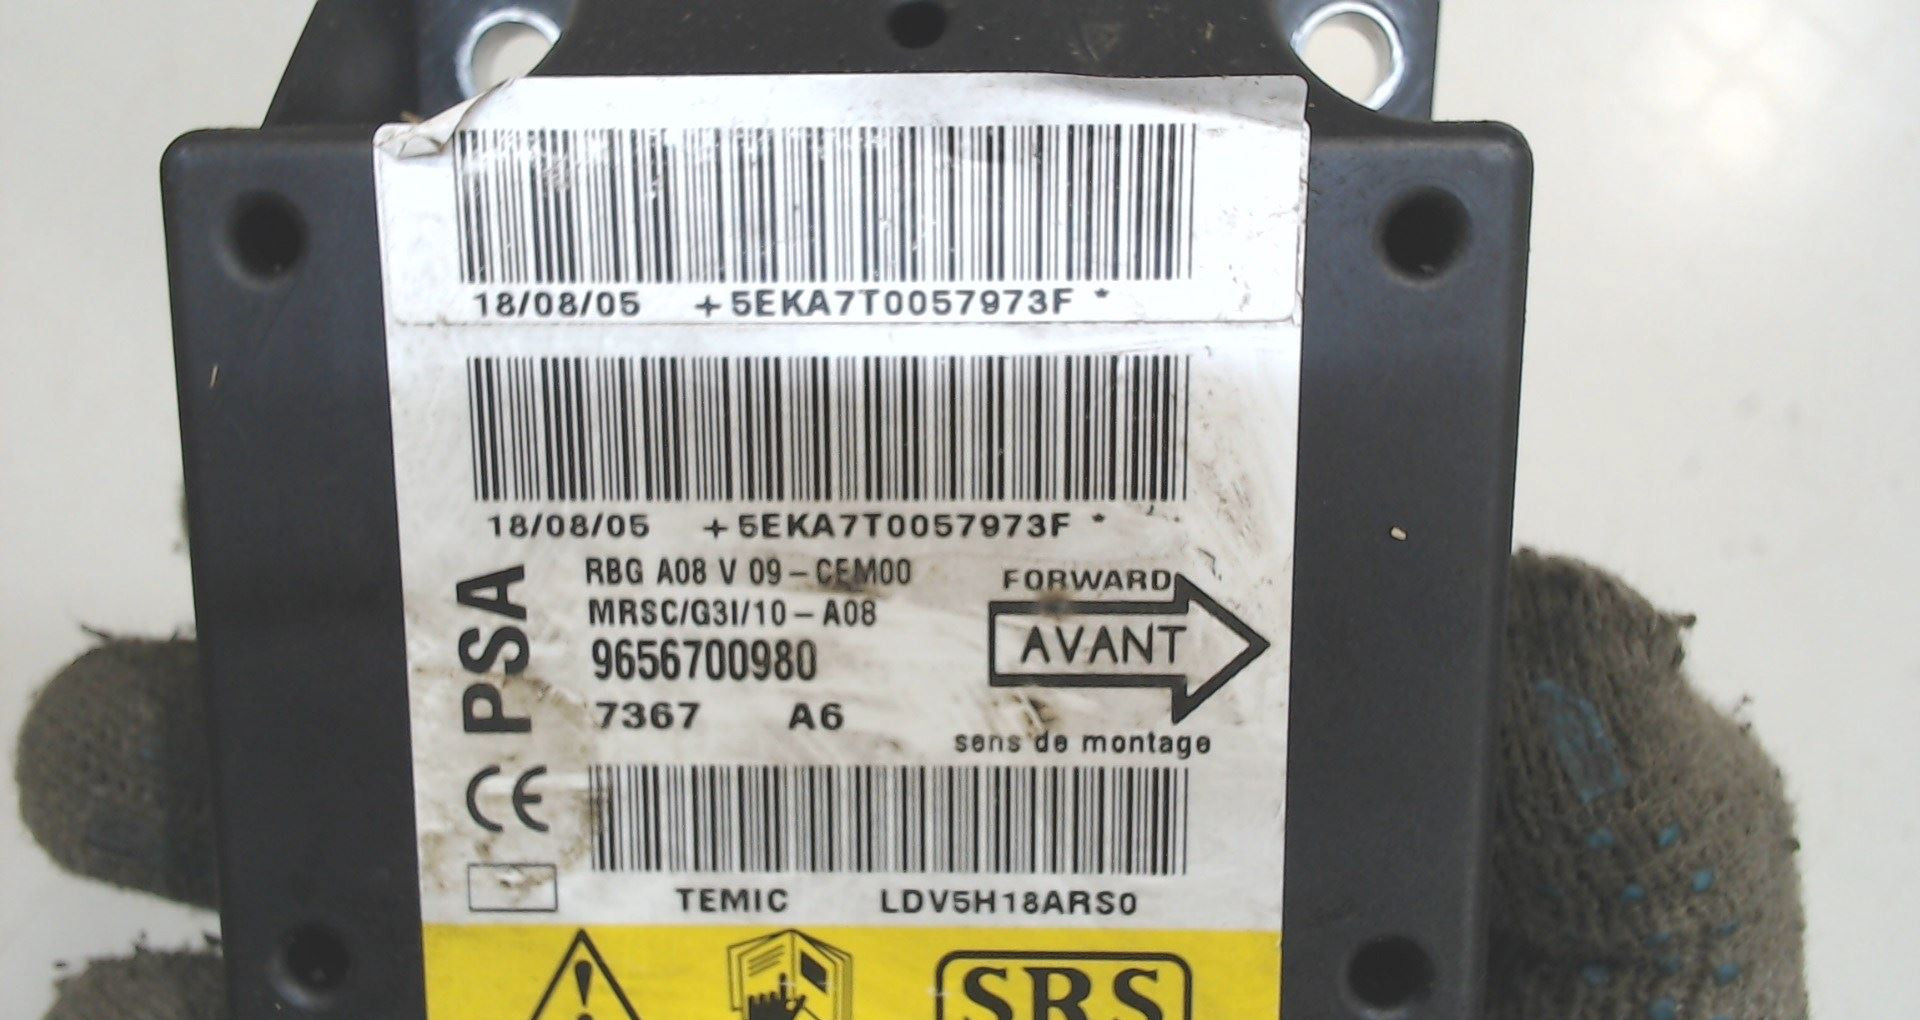 18/08/05 +5EKA7T0057973F *
18/08/05 +5EKA7T0057973F *
PSA
RBG A08 V 09-CEM00
MRSC/G3I/10-A08
9656700980
7367 A6
FORWARD
AVANT
sens de montage
CE
TEMIC LDV5H18ARS0
SRS